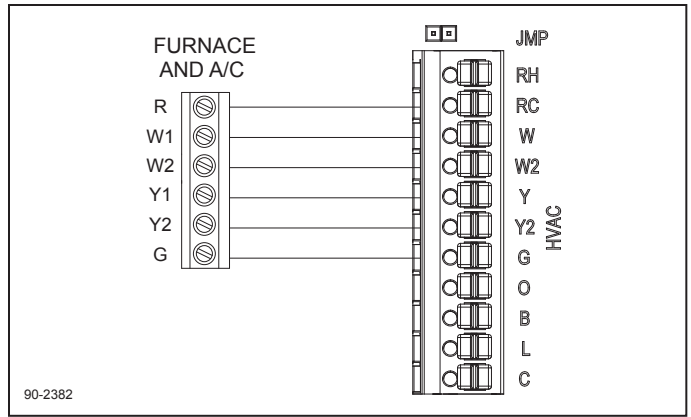 FURNACE
AND A/C
R
W1
W2
Y1
Y2
G
JMP
RH
RC
W
W2
Y
Y2
G
O
B
L
C
HVAC
90-2382